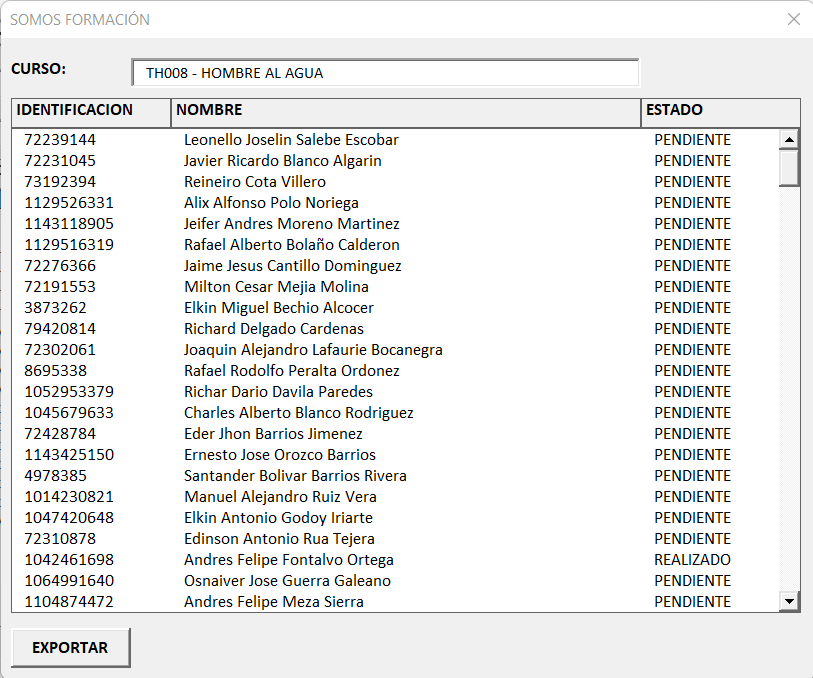 SOMOS FORMACIÓN
CURSO: TH008 - HOMBRE AL AGUA
IDENTIFICACION NOMBRE ESTADO
72239144 Leonello Joselin Salebe Escobar PENDIENTE
72231045 Javier Ricardo Blanco Algarin PENDIENTE
73192394 Reineiro Cota Villero PENDIENTE
1129526331 Alix Alfonso Polo Noriega PENDIENTE
1143118905 Jeifer Andres Moreno Martinez PENDIENTE
1129516319 Rafael Alberto Bolaño Calderon PENDIENTE
72276366 Jaime Jesus Cantillo Dominguez PENDIENTE
72191553 Milton Cesar Mejia Molina PENDIENTE
3873262 Elkin Miguel Bechio Alcocer PENDIENTE
79420814 Richard Delgado Cardenas PENDIENTE
72302061 Joaquin Alejandro Lafaurie Bocanegra PENDIENTE
8695338 Rafael Rodolfo Peralta Ordonez PENDIENTE
1052953379 Richar Dario Davila Paredes PENDIENTE
1045679633 Charles Alberto Blanco Rodriguez PENDIENTE
72428784 Eder Jhon Barrios Jimenez PENDIENTE
1143425150 Ernesto Jose Orozco Barrios PENDIENTE
4978385 Santander Bolivar Barrios Rivera PENDIENTE
1014230821 Manuel Alejandro Ruiz Vera PENDIENTE
1047420648 Elkin Antonio Godoy Iriarte PENDIENTE
72310878 Edinson Antonio Rua Tejera PENDIENTE
1042461698 Andres Felipe Fontalvo Ortega REALIZADO
1064991640 Osnaiver Jose Guerra Galeano PENDIENTE
1104874472 Andres Felipe Meza Sierra PENDIENTE
EXPORTAR